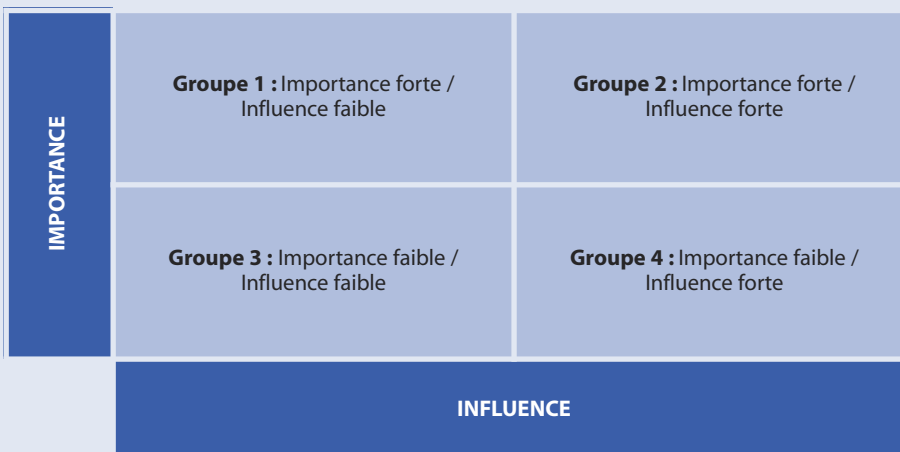 IMPORTANCE
Groupe 1 : Importance forte /
Influence faible
Groupe 2 : Importance forte /
Influence forte
Groupe 3 : Importance faible /
Influence faible
Groupe 4 : Importance faible /
Influence forte
INFLUENCE